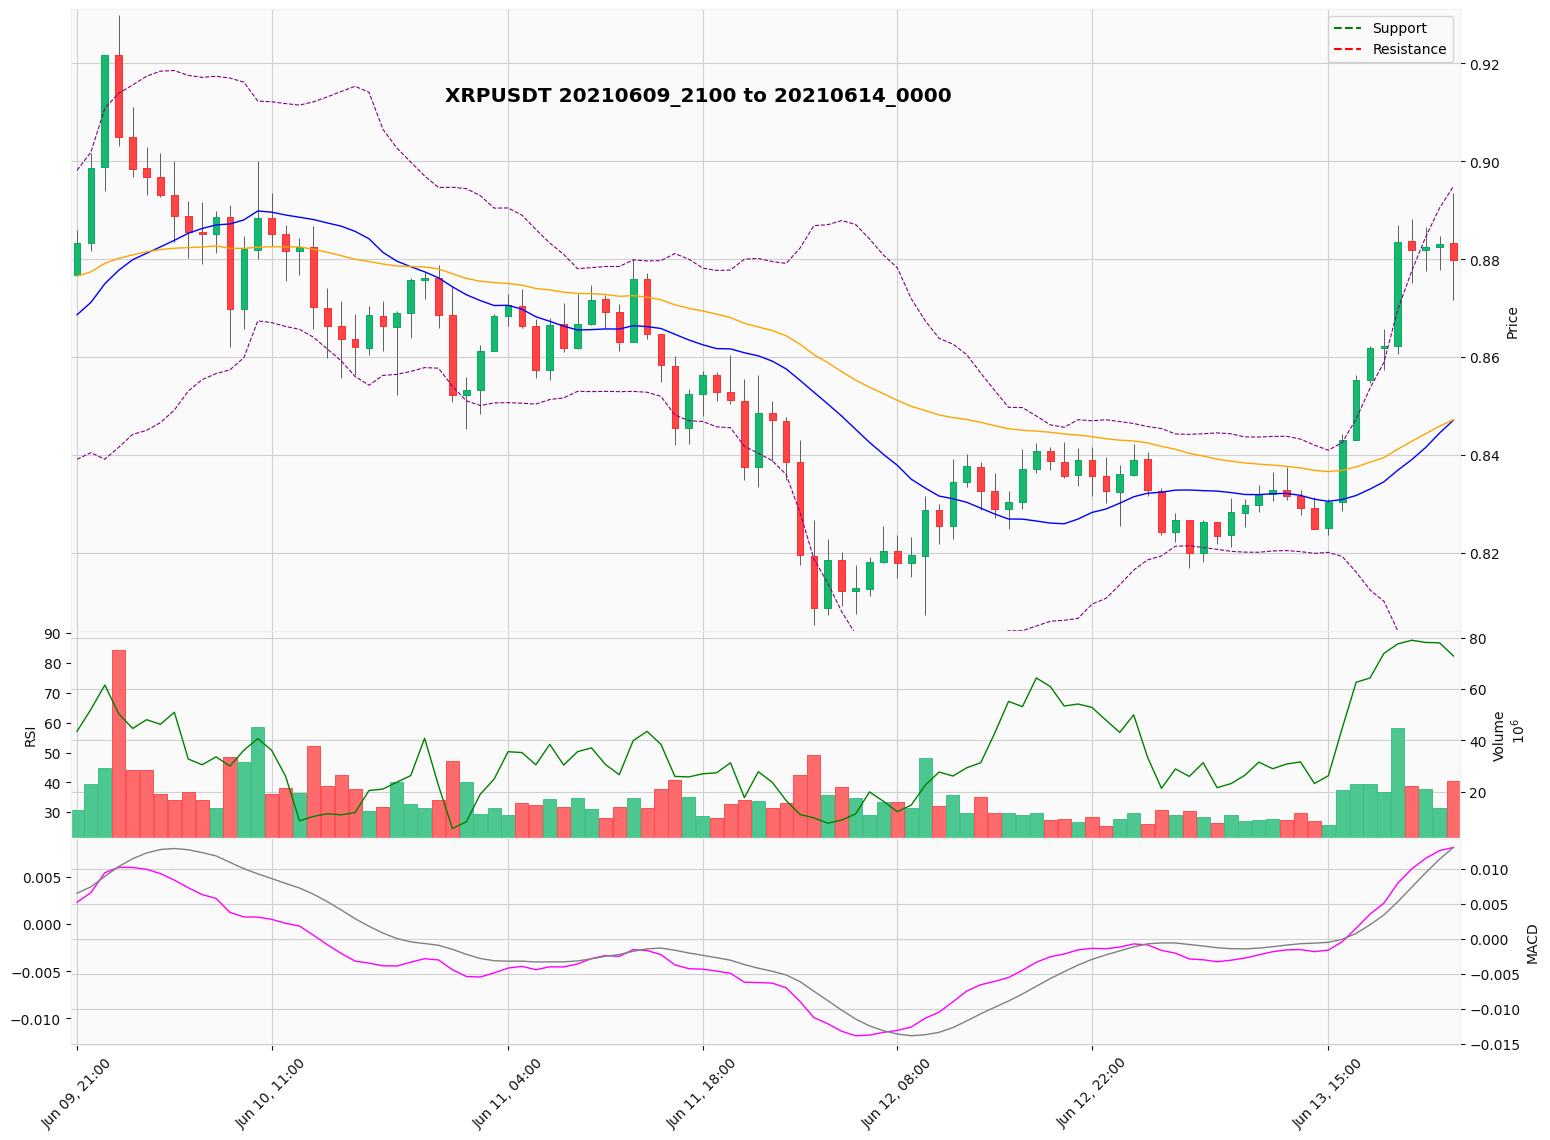 Support
Resistance
XRPUSDT 20210609_2100 to 20210614_0000
0.92
0.90
0.88
0.86
0.84
0.82
Price
90
80
70
60
50
40
30
RSI
80
60
40
20
Volume
10^6
0.005
0.000
−0.005
−0.010
0.010
0.005
0.000
−0.005
−0.010
−0.015
MACD
Jun 09, 21:00
Jun 10, 11:00
Jun 11, 04:00
Jun 11, 18:00
Jun 12, 08:00
Jun 12, 22:00
Jun 13, 15:00